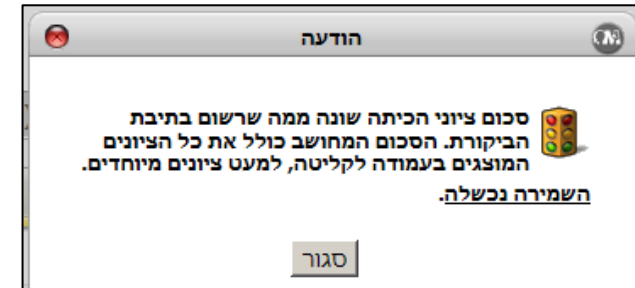 הודעה
סכום ציוני הכיתה שונה ממה שרשום בתיבת
הביקורת. הסכום המחושב כולל את כל הציונים
המוצגים בעמודה לקליטה, למעט ציונים מיוחדים.
השמירה נכשלה.
סגור